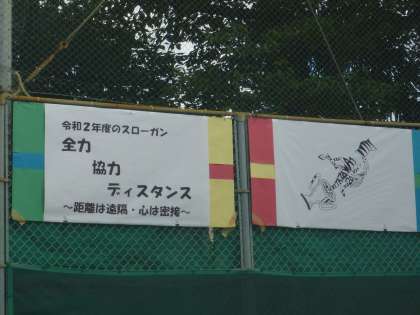 令和2年度のスローガン
全力
協力
ディスタンス
～距離は遠隔・心は密接～